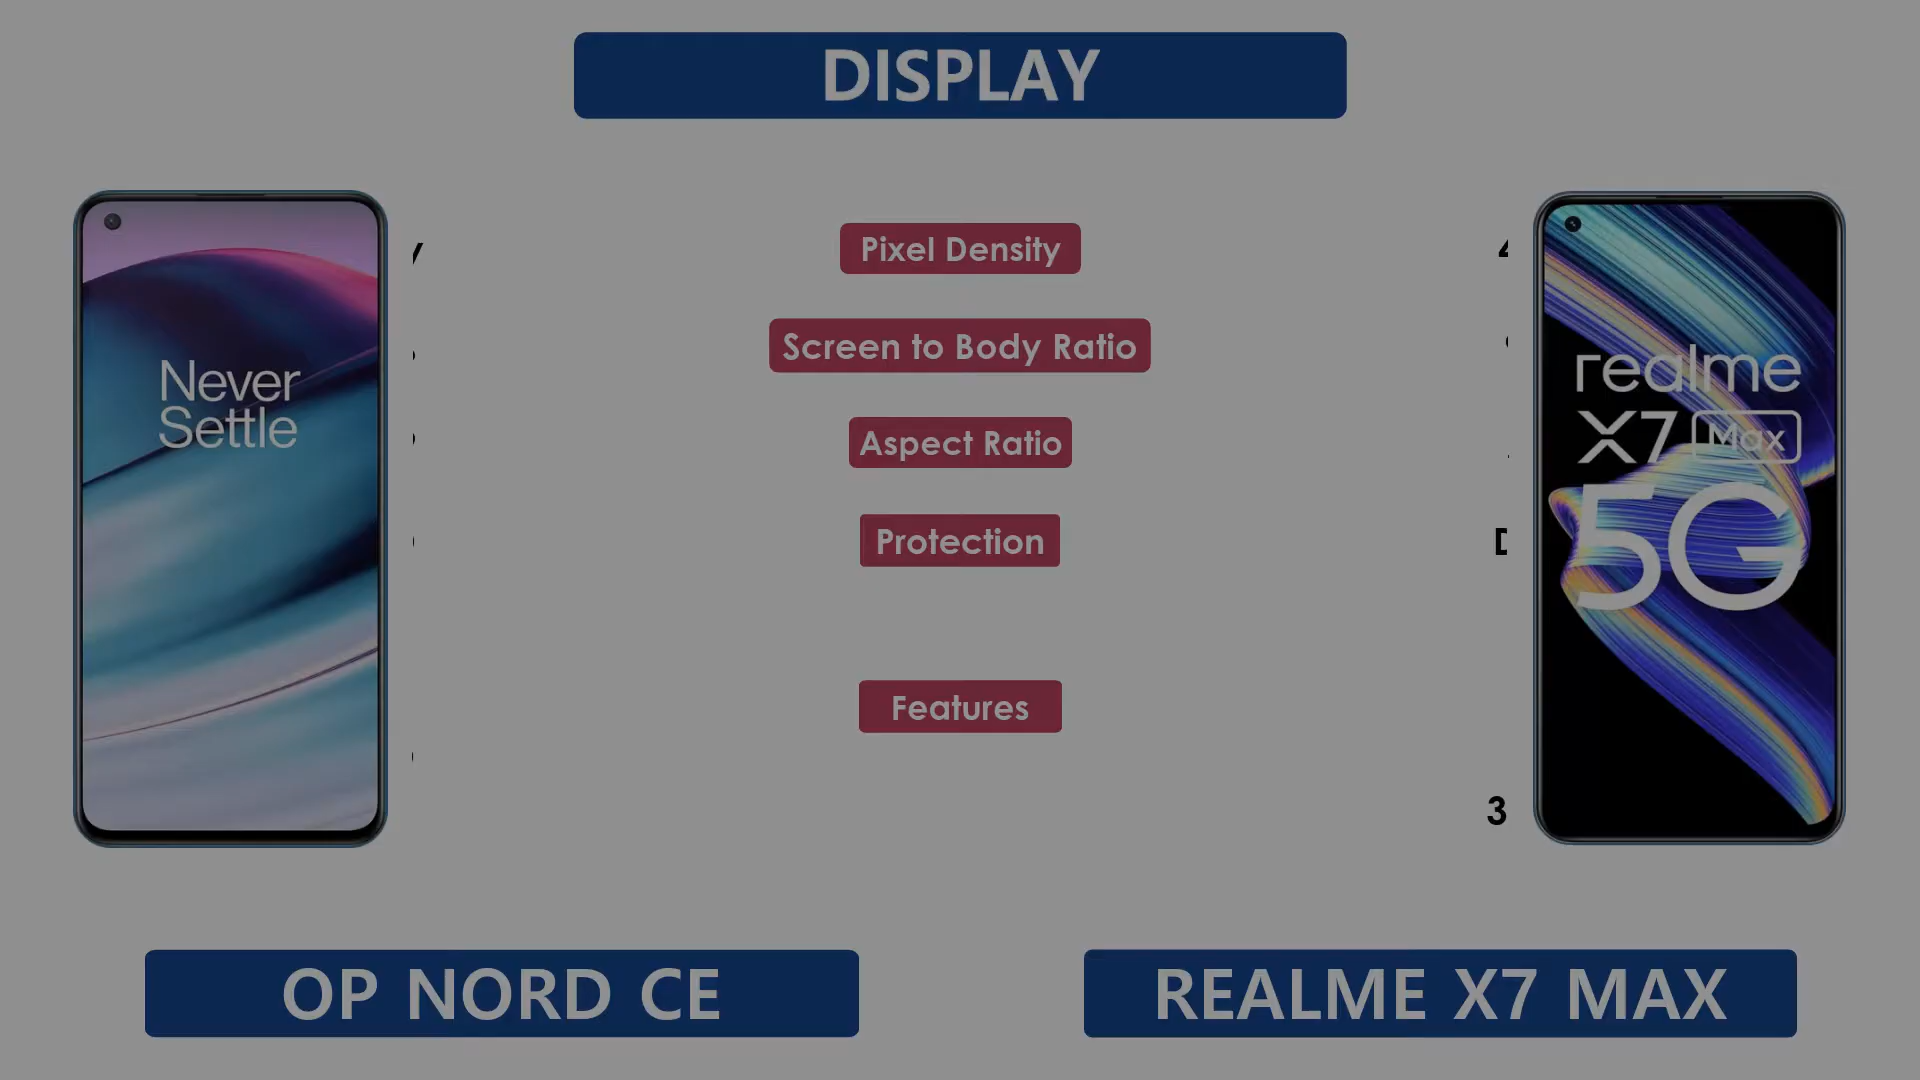 DISPLAY
Pixel Density
Screen to Body Ratio
Aspect Ratio
Protection
Features
Never
Settle
realme
X7 Max
5G
3
OP NORD CE
REALME X7 MAX